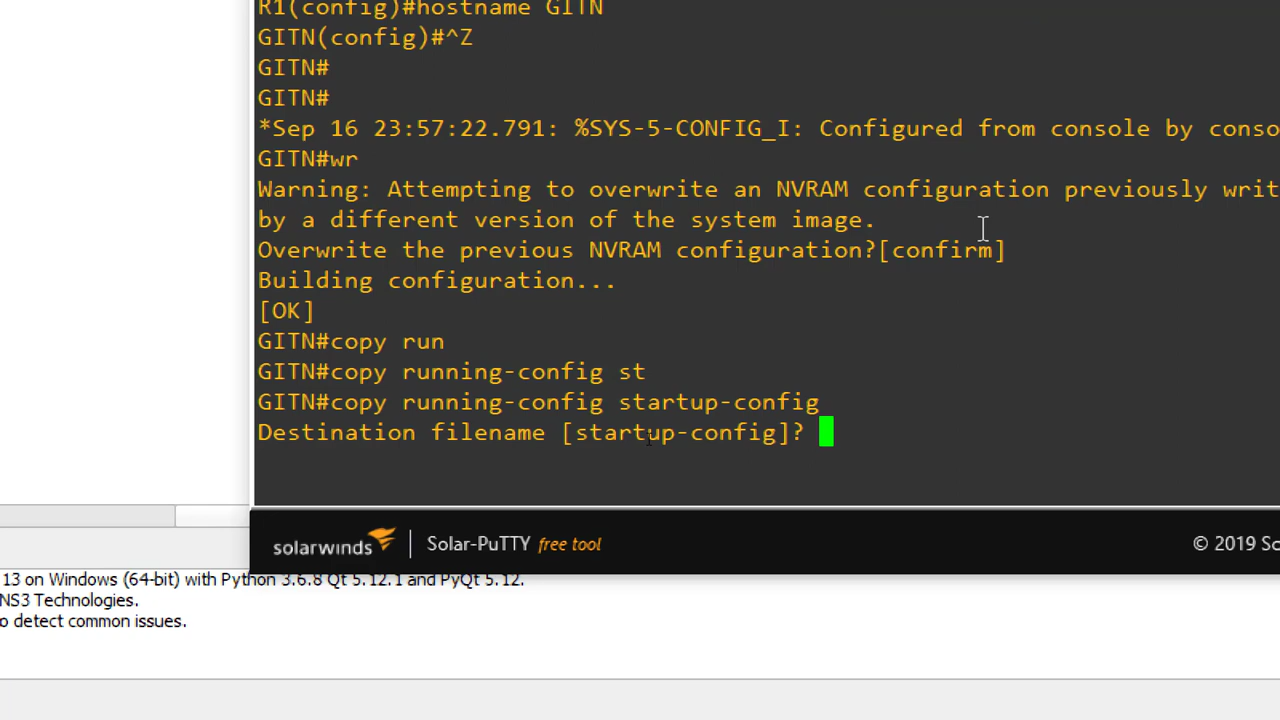 R1(config)#hostname GITN
GITN(config)#^Z
GITN#
GITN#
*Sep 16 23:57:22.791: %SYS-5-CONFIG_I: Configured from console by conso
GITN#wr
Warning: Attempting to overwrite an NVRAM configuration previously writ
by a different version of the system image.
Overwrite the previous NVRAM configuration?[confirm]
Building configuration...
[OK]
GITN#copy run
GITN#copy running-config st
GITN#copy running-config startup-config
Destination filename [startup-config]?
solarwinds | Solar-PuTTY free tool © 2019 So
13 on Windows (64-bit) with Python 3.6.8 Qt 5.12.1 and PyQt 5.12.
NS3 Technologies.
o detect common issues.